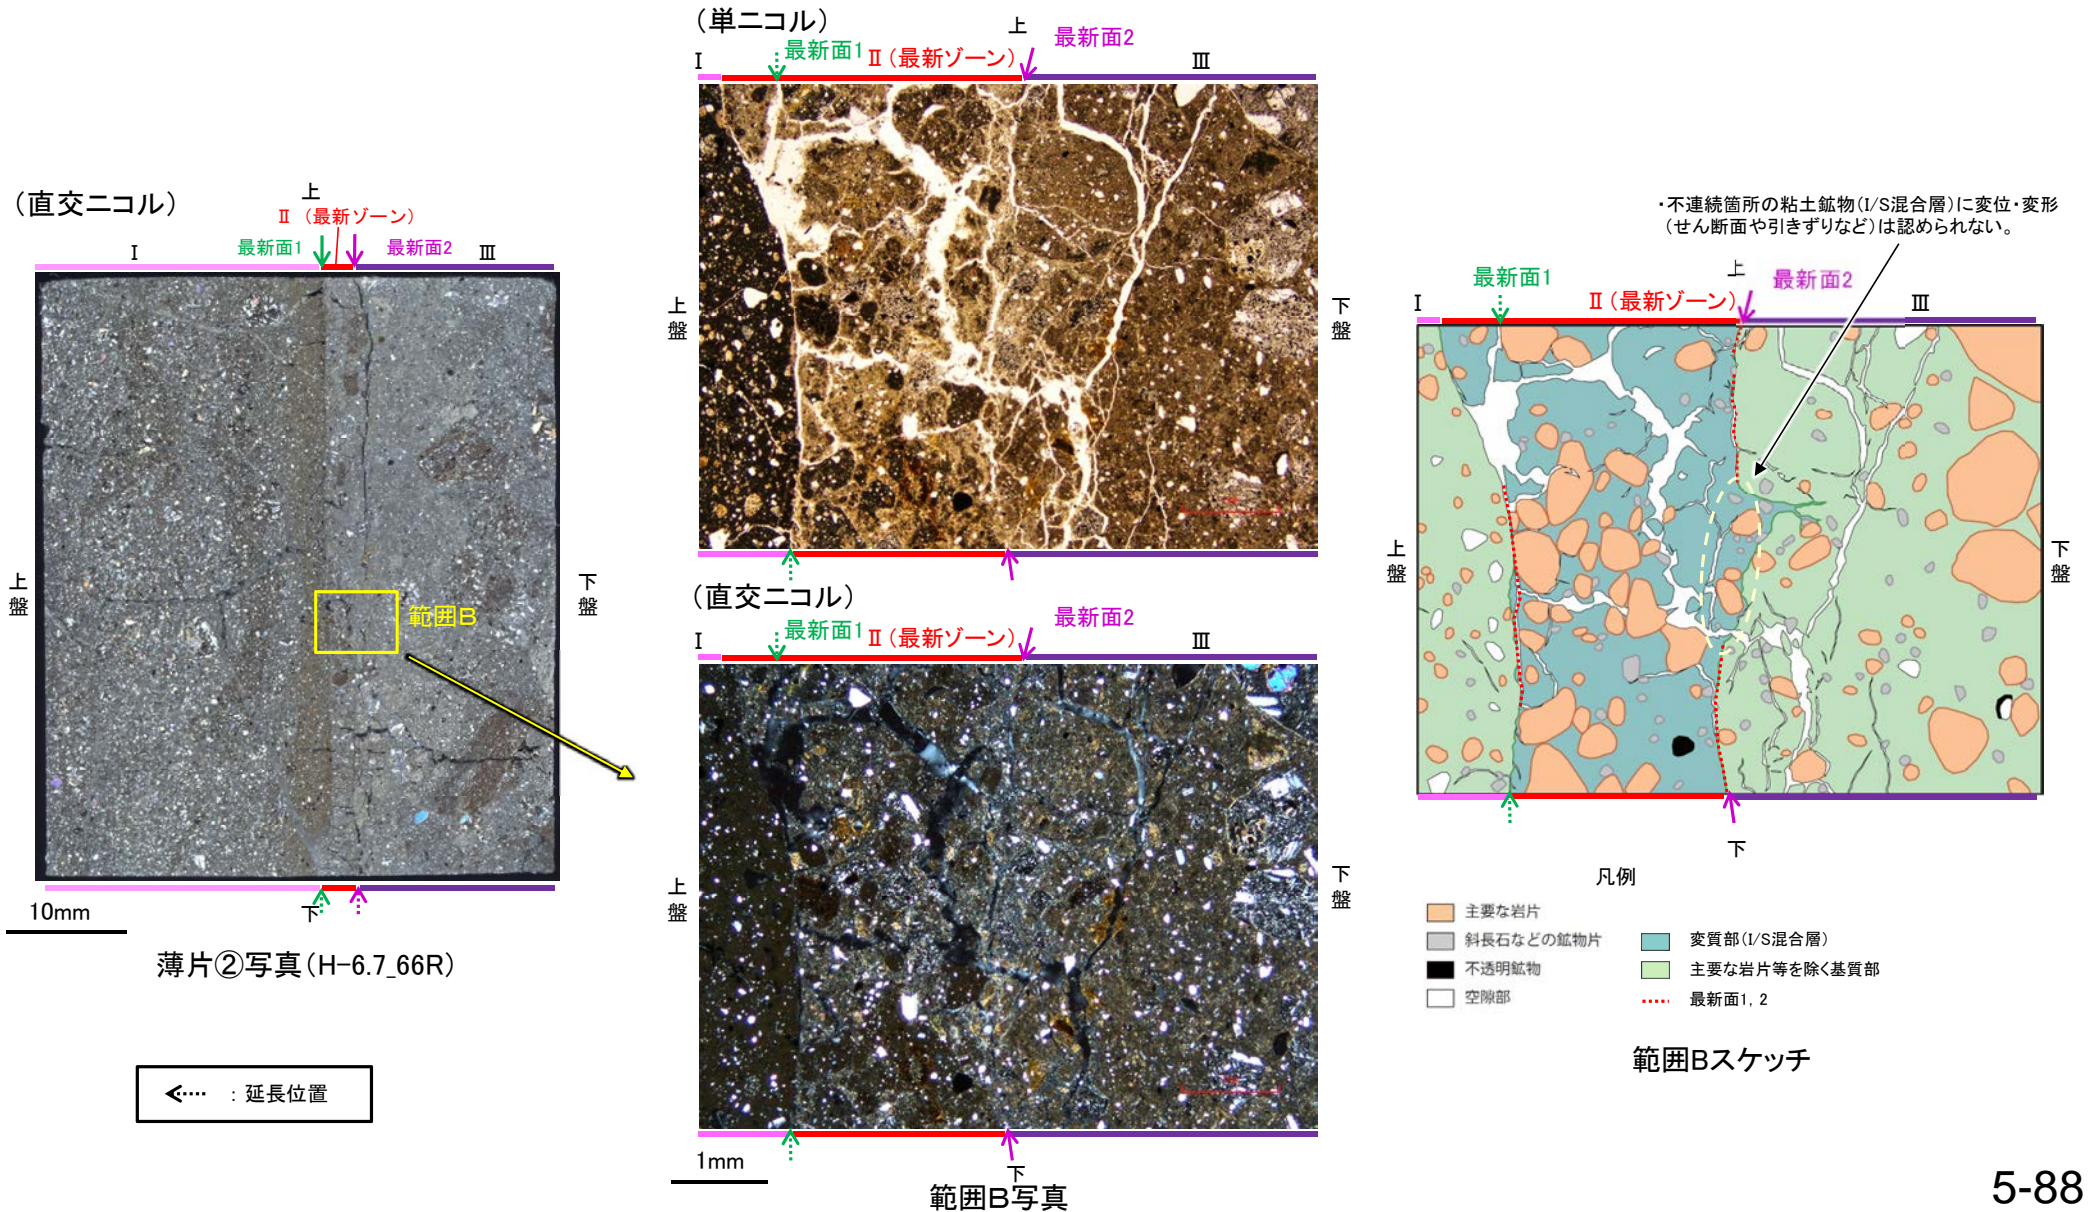 (直交ニコル)
上
Ⅱ (最新ゾーン)
Ⅰ
最新面1
最新面2
Ⅲ
上盤
下盤
範囲B
下
10mm
薄片②写真(H-6.7_66R)
:延長位置
(単ニコル)
上
Ⅰ
最新面1
Ⅱ(最新ゾーン)
最新面2
Ⅲ
上盤
下盤
(直交ニコル)
Ⅰ
最新面1
Ⅱ(最新ゾーン)
最新面2
Ⅲ
上盤
下盤
1mm
下
範囲B写真
・不連続箇所の粘土鉱物(I/S混合層)に変位・変形
(せん断面や引きずりなど)は認められない。
上
Ⅰ
最新面1
Ⅱ(最新ゾーン)
最新面2
Ⅲ
上盤
下盤
下
凡例
主要な岩片
斜長石などの鉱物片
不透明鉱物
空隙部
変質部(I/S混合層)
主要な岩片等を除く基質部
最新面1, 2
範囲Bスケッチ
5-88